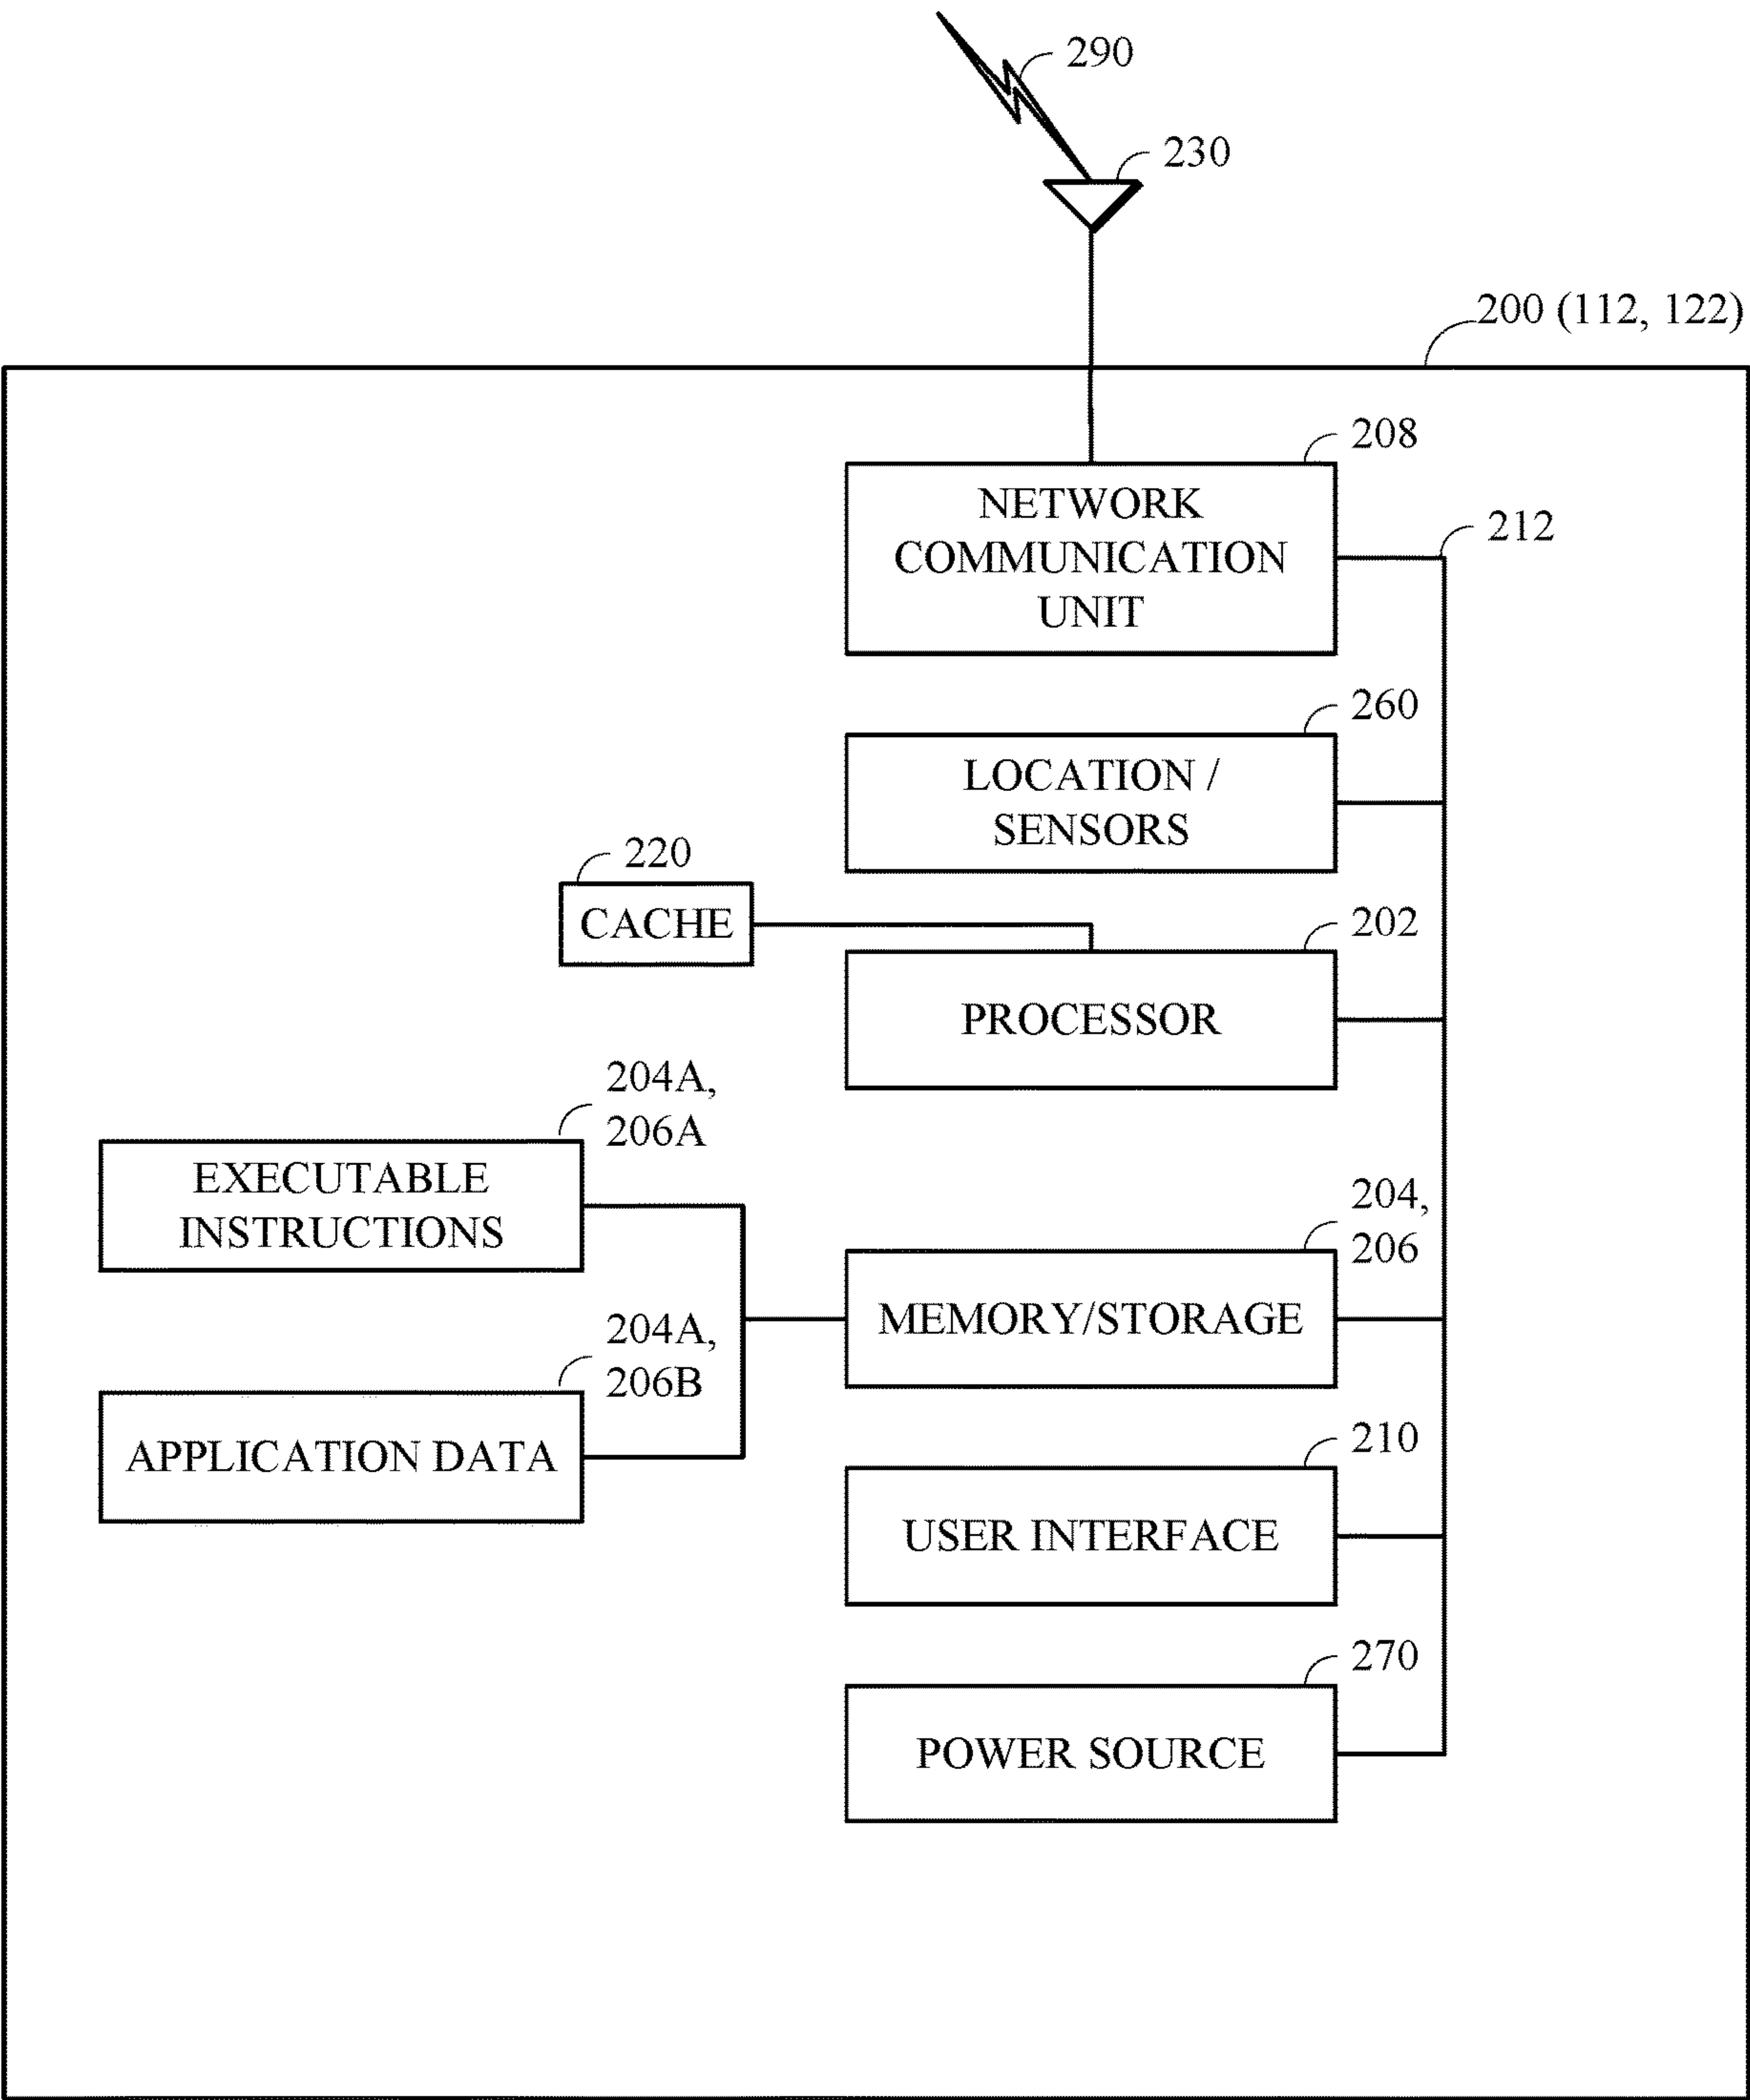 290
230
200 (112, 122)
208
NETWORK
COMMUNICATION
UNIT
212
260
LOCATION /
SENSORS
220
CACHE
202
PROCESSOR
204A,
206A
EXECUTABLE
INSTRUCTIONS
204,
206
MEMORY/STORAGE
204A,
206B
APPLICATION DATA
210
USER INTERFACE
270
POWER SOURCE